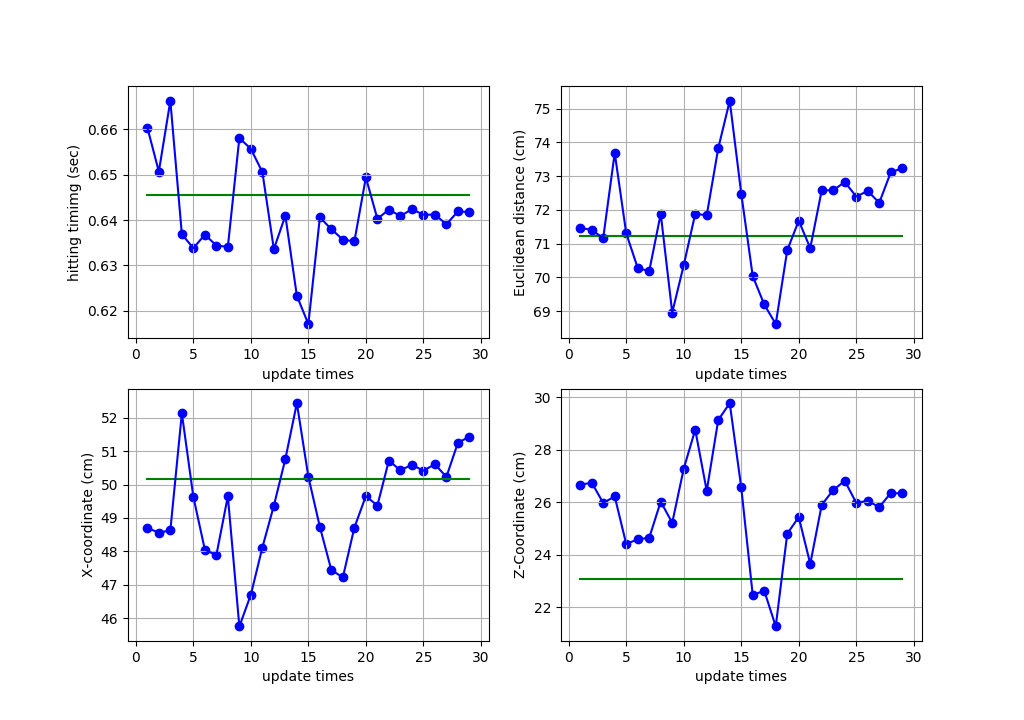 hitting timimg (sec)
0.66
0.65
0.64
0.63
0.62
0 5 10 15 20 25 30
update times
Euclidean distance (cm)
75
74
73
72
71
70
69
0 5 10 15 20 25 30
update times
X-coordinate (cm)
52
51
50
49
48
47
46
0 5 10 15 20 25 30
update times
Z-Coordinate (cm)
30
28
26
24
22
0 5 10 15 20 25 30
update times